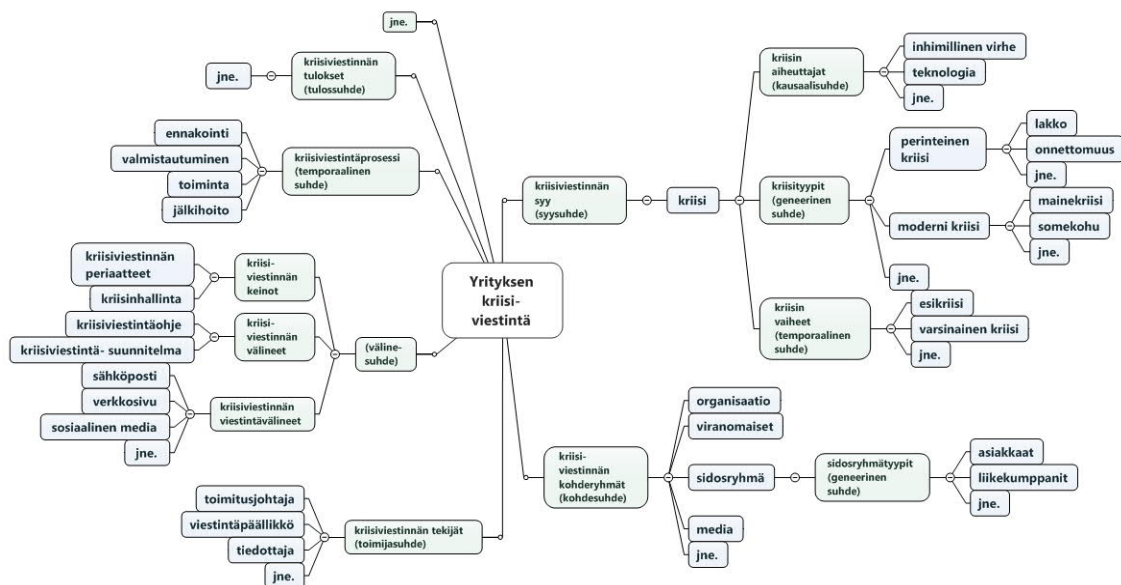 Yrityksen
kriisi-
viestintä
jne.
kriisiviestinnän
tulokset
(tulossuhde)
jne.
kriisiviestintäprosessi
(temporaalinen
suhde)
ennakointi
valmistautuminen
toiminta
jälkihoito
(väline-
suhde)
kriisi-
viestinnän
keinot
kriisiviestinnän
periaatteet
kriisinhallinta
kriisi-
viestinnän
välineet
kriisiviestintäohje
kriisiviestintä- suunnitelma
kriisiviestinnän
viestintävälineet
sähköposti
verkkosivu
sosiaalinen media
jne.
kriisiviestinnän tekijät
(toimijasuhde)
toimitusjohtaja
viestintäpäällikkö
tiedottaja
jne.
kriisiviestinnän
syy
(syysuhde)
kriisi
kriisin
aiheuttajat
(kausaalisuhde)
inhimillinen virhe
teknologia
jne.
kriisityypit
(geneerinen
suhde)
perinteinen
kriisi
lakko
onnettomuus
jne.
moderni kriisi
mainekriisi
somekohu
jne.
jne.
kriisin
vaiheet
(temporaalinen
suhde)
esikriisi
varsinainen kriisi
jne.
kriisi-
viestinnän
kohderyhmät
(kohdesuhde)
organisaatio
viranomaiset
sidosryhmä
sidosryhmätyypit
(geneerinen
suhde)
asiakkaat
liikekumppanit
jne.
media
jne.